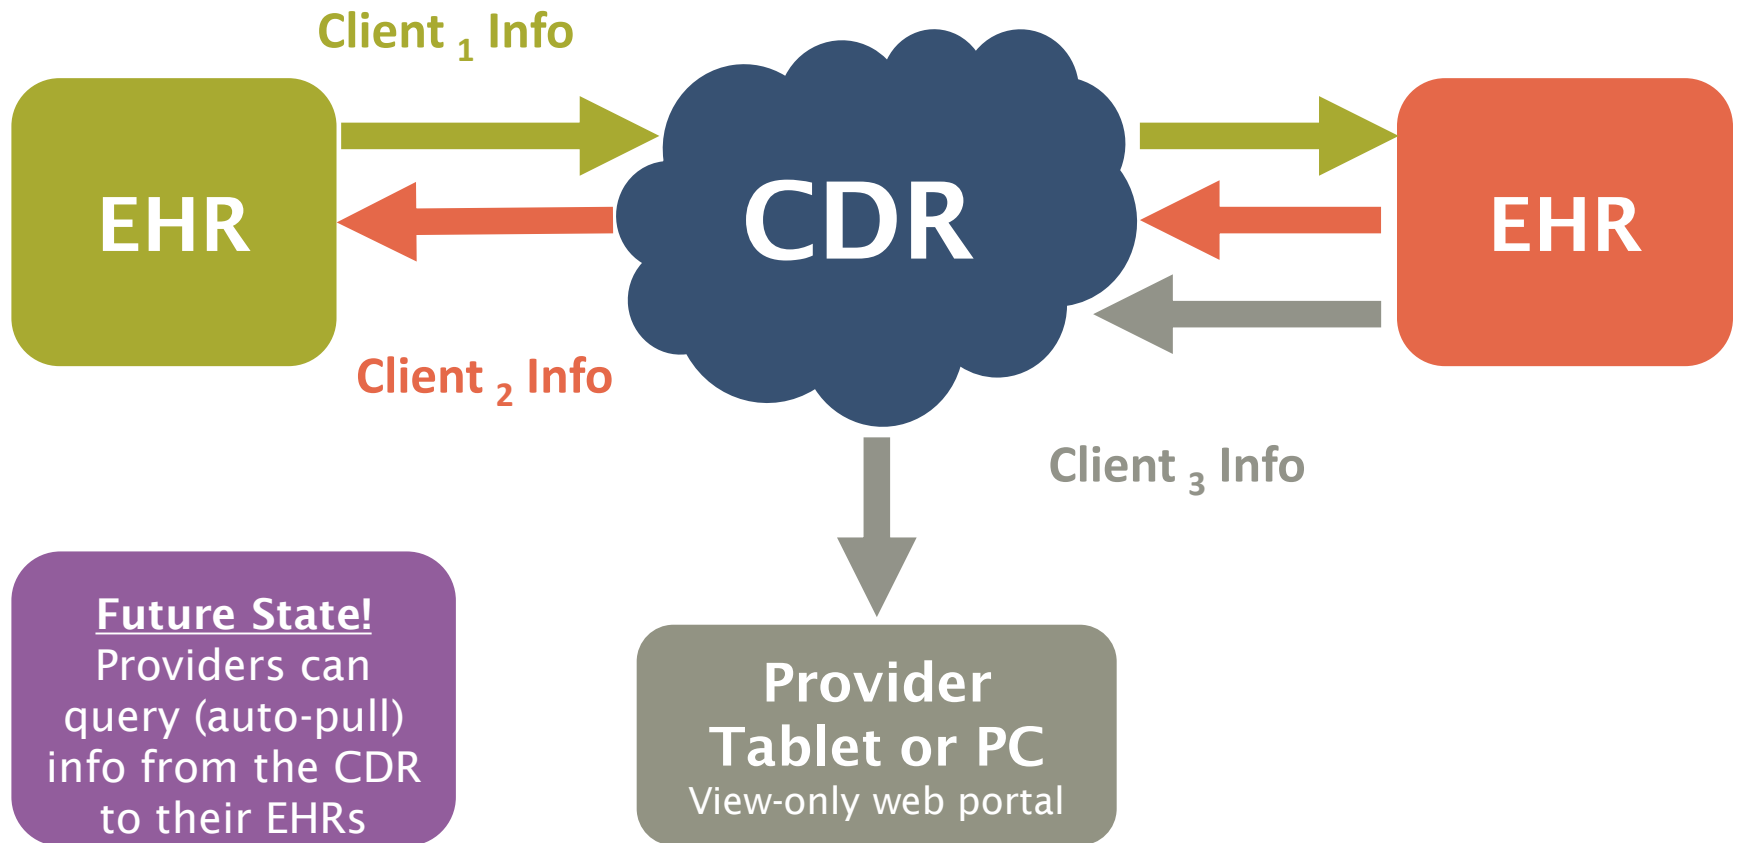 Client 1 Info
EHR
CDR
EHR
Client 2 Info
Client 3 Info
Future State!
Providers can
query (auto-pull)
info from the CDR
to their EHRs
Provider
Tablet or PC
View-only web portal